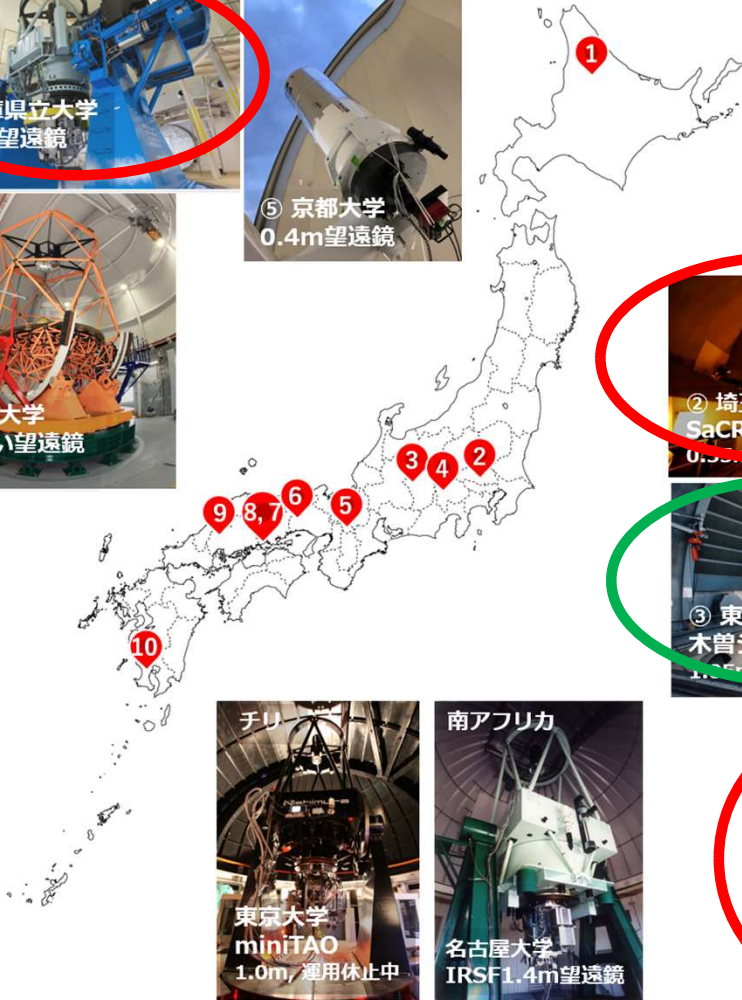 県立大学
望遠鏡
⑤ 京都大学
0.4m望遠鏡
大学
い望遠鏡
1
② 埼
SaCR
3
4
2
9
8, 7
6
5
③ 東
木曽
10
チリ
Nishimura
東京大学
miniTAO
1.0m, 運用休止中
南アフリカ
名古屋大学
IRSF1.4m望遠鏡